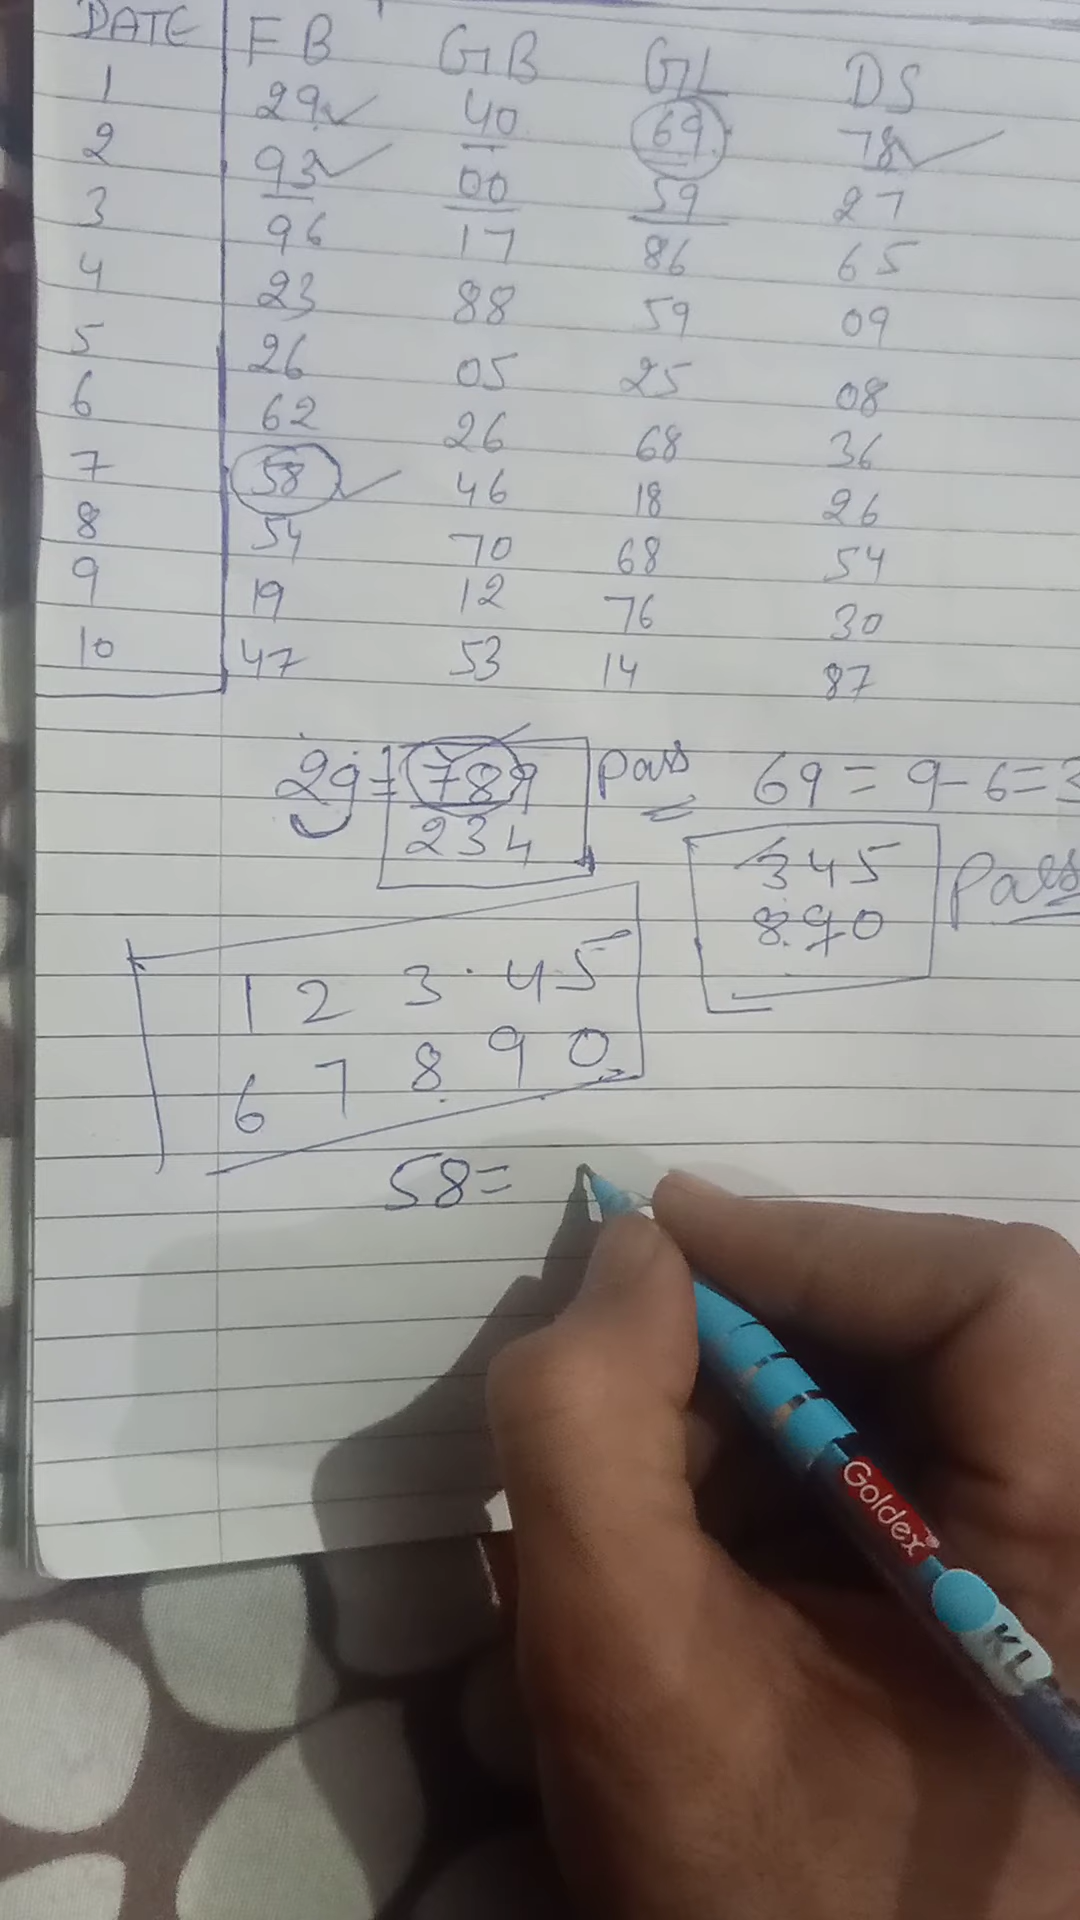 DATE FB GB GL DS
1 29 40 69 78
2 93 00 59 27
3 96 17 86 65
4 23 88 59 09
5 26 05 25 08
6 62 26 68 36
7 58 46 18 26
8 54 70 68 54
9 19 12 76 30
10 47 53 14 87
29= 789 Pass 69 = 9-6=3
234
345 Pass
890
1 2 3 4 5
6 7 8 9 0
58=
Goldex
KL